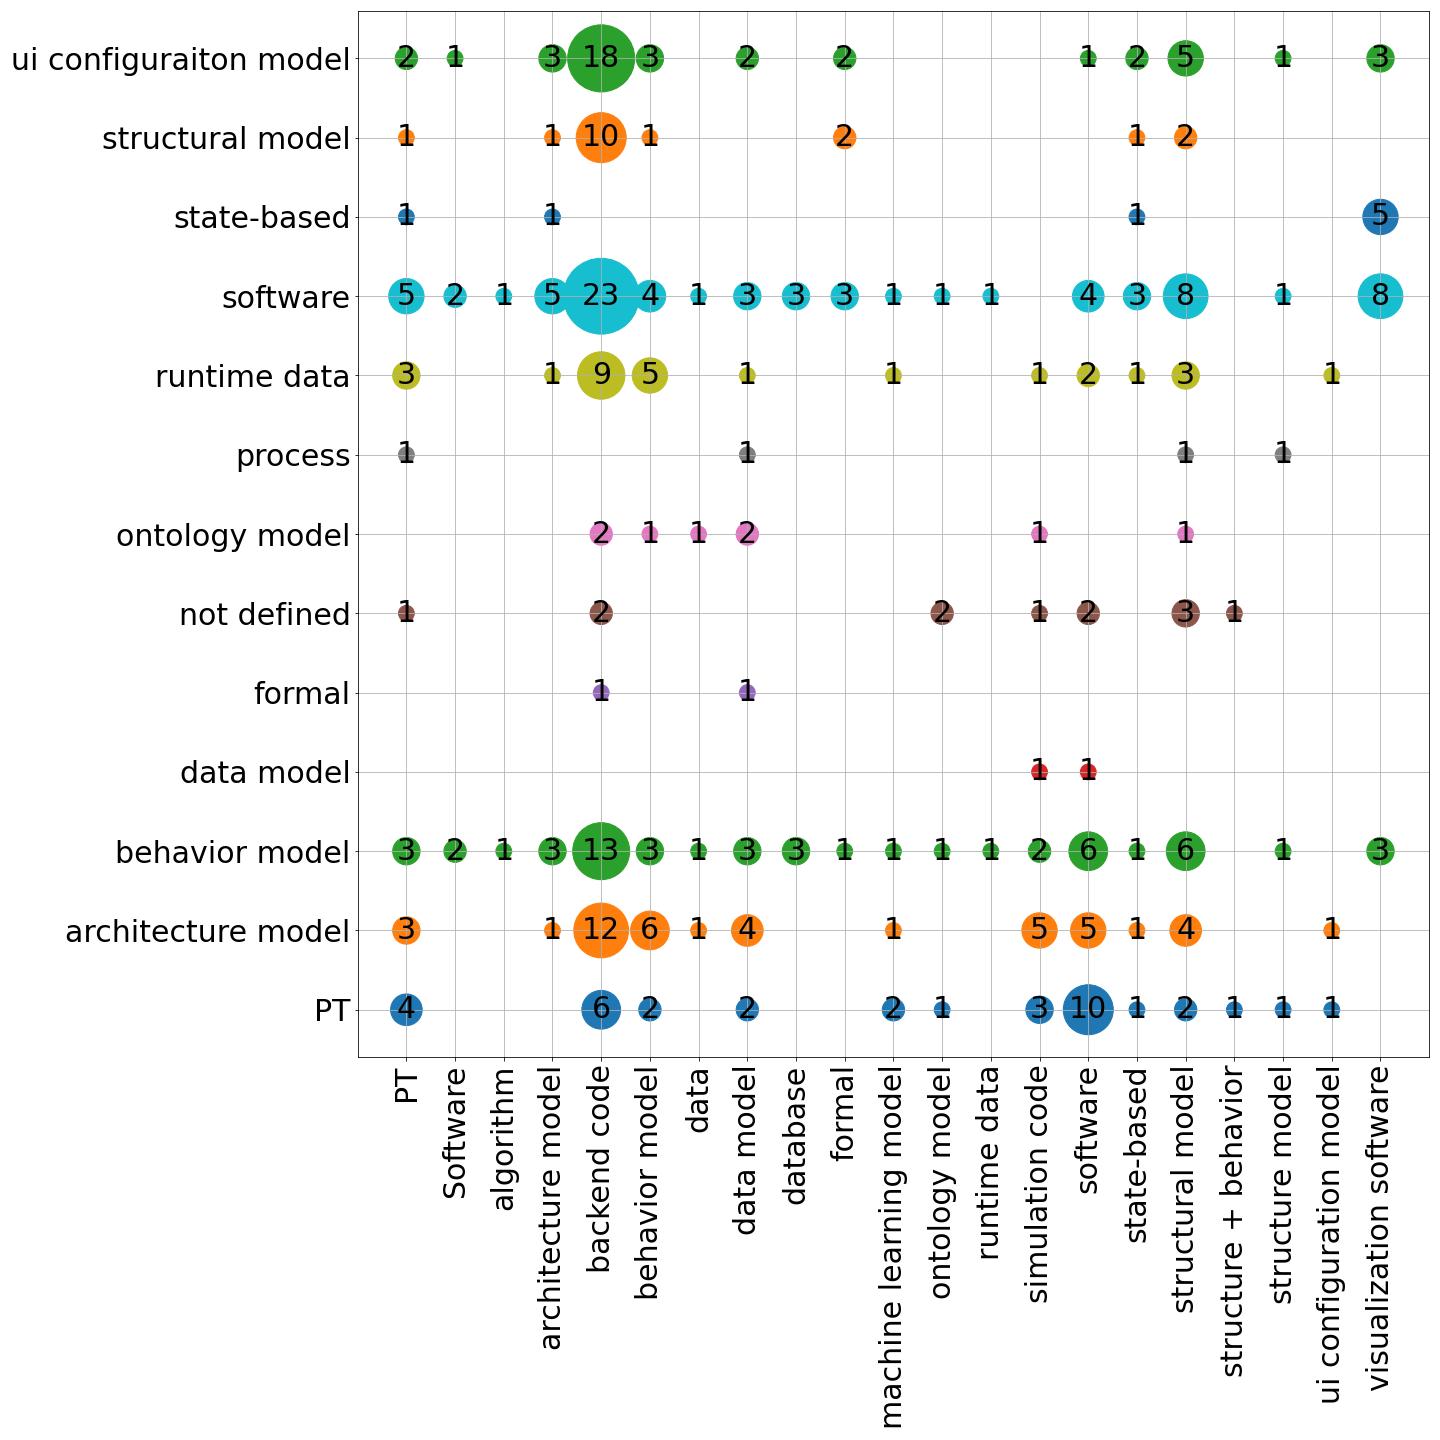 ui configuraiton model 2 1 3 18 3 2 2 1 2 5 1 3
structural model 1 1 10 1 2 1 2
state-based 1 1 1 5
software 5 2 1 5 23 4 1 3 3 3 1 1 1 4 3 8 1 8
runtime data 3 1 9 5 1 1 1 2 1 3 1
process 1 1 1 1
ontology model 2 1 1 2 1 1
not defined 1 2 2 1 2 3 1
formal 1 1
data model 1 1
behavior model 3 2 1 3 13 3 1 3 3 1 1 1 1 2 6 1 6 1 3
architecture model 3 1 12 6 1 4 1 5 5 1 4 1
PT 4 6 2 2 2 1 3 10 1 2 1 1 1
PT
Software
algorithm
architecture model
backend code
behavior model
data
data model
database
formal
machine learning model
ontology model
runtime data
simulation code
software
state-based
structural model
structure + behavior
structure model
ui configuration model
visualization software